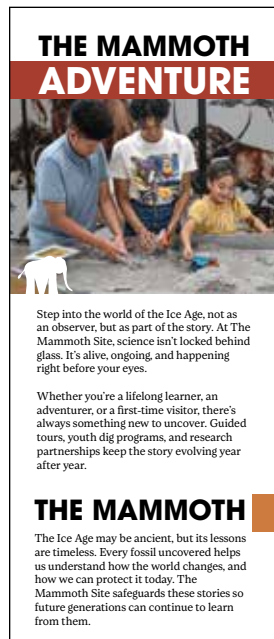 THE MAMMOTH
ADVENTURE
Step into the world of the Ice Age, not as
an observer, but as part of the story. At The
Mammoth Site, science isn't locked behind
glass. It's alive, ongoing, and happening
right before your eyes.
Whether you're a lifelong learner, an
adventurer, or a first-time visitor, there's
always something new to uncover. Guided
tours, youth dig programs, and research
partnerships keep the story evolving year
after year.
THE MAMMOTH
The Ice Age may be ancient, but its lessons
are timeless. Every fossil uncovered helps
us understand how the world changes, and
how we can protect it today. The
Mammoth Site safeguards these stories so
future generations can continue to learn
from them.